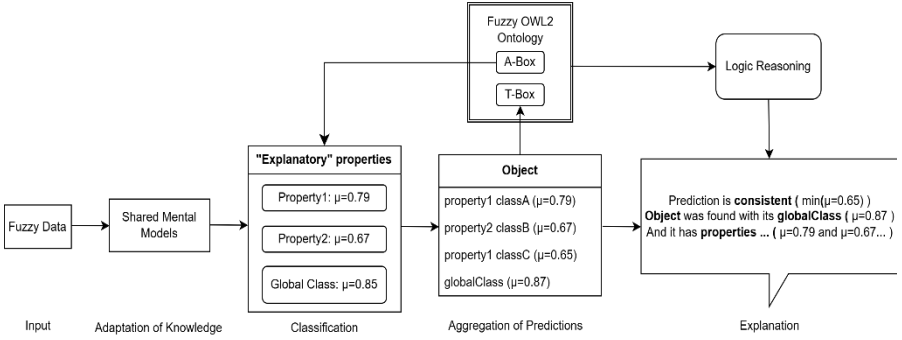 Fuzzy OWL2
Ontology
A-Box
T-Box
Logic Reasoning
Fuzzy Data
Shared Mental
Models
"Explanatory" properties
Property1: μ=0.79
Property2: μ=0.67
Global Class: μ=0.85
Object
property1 classA (μ=0.79)
property2 classB (μ=0.67)
property1 classC (μ=0.65)
globalClass (μ=0.87)
Prediction is consistent ( min(μ=0.65) )
Object was found with its globalClass ( μ=0.87 )
And it has properties ... ( μ=0.79 and μ=0.67... )
Input
Adaptation of Knowledge
Classification
Aggregation of Predictions
Explanation